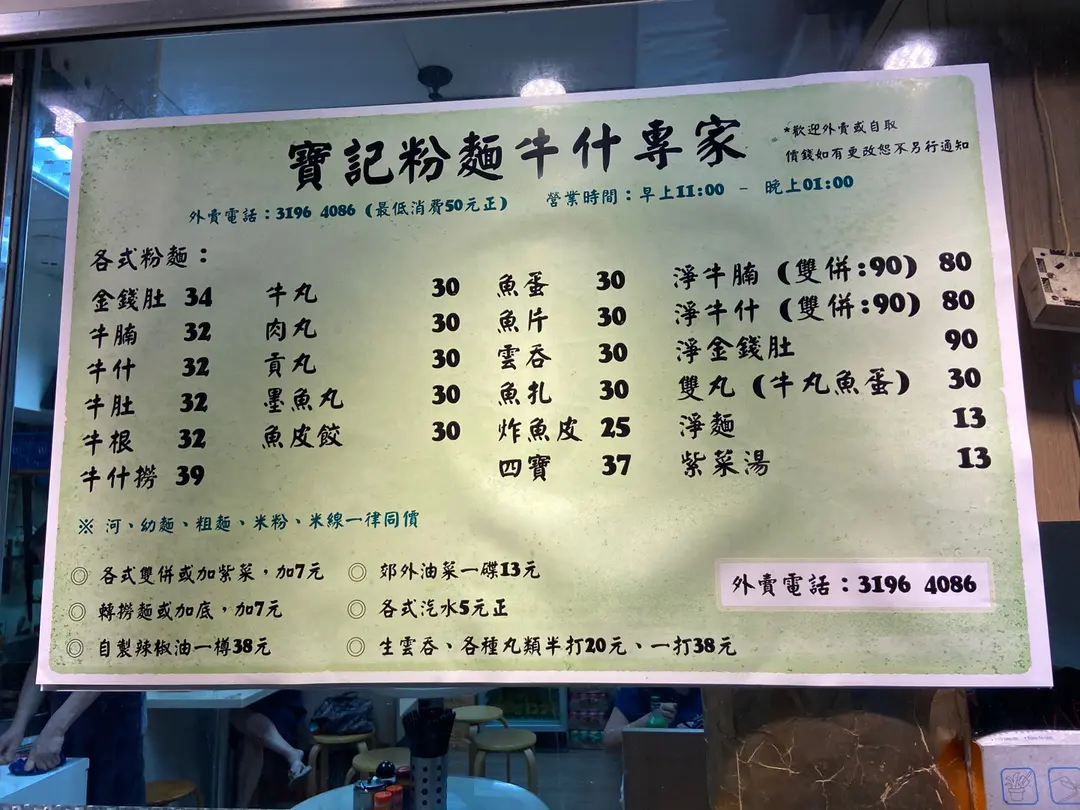 寶記粉麵牛什專家
*歡迎外賣或自取
價錢如有更改恕不另行通知
外賣電話：3196 4086 (最低消費50元正) 營業時間：早上11:00 - 晚上01:00
各式粉麵：
金錢肚 34
牛腩 32
牛什 32
牛肚 32
牛根 32
牛什撈 39
牛丸 30
肉丸 30
貢丸 30
墨魚丸 30
魚皮餃 30
魚蛋 30
魚片 30
雲吞 30
魚扎 30
炸魚皮 25
四寶 37
淨牛腩 (雙併:90) 80
淨牛什 (雙併:90) 80
淨金錢肚 90
雙丸 (牛丸魚蛋) 30
淨麵 13
紫菜湯 13
※ 河、幼麵、粗麵、米粉、米線一律同價
◎ 各式雙併或加紫菜，加7元
◎ 轉撈麵或加底，加7元
◎ 自製辣椒油一樽38元
◎ 郊外油菜一碟13元
◎ 各式汽水5元正
◎ 生雲吞、各種丸類半打20元、一打38元
外賣電話：3196 4086